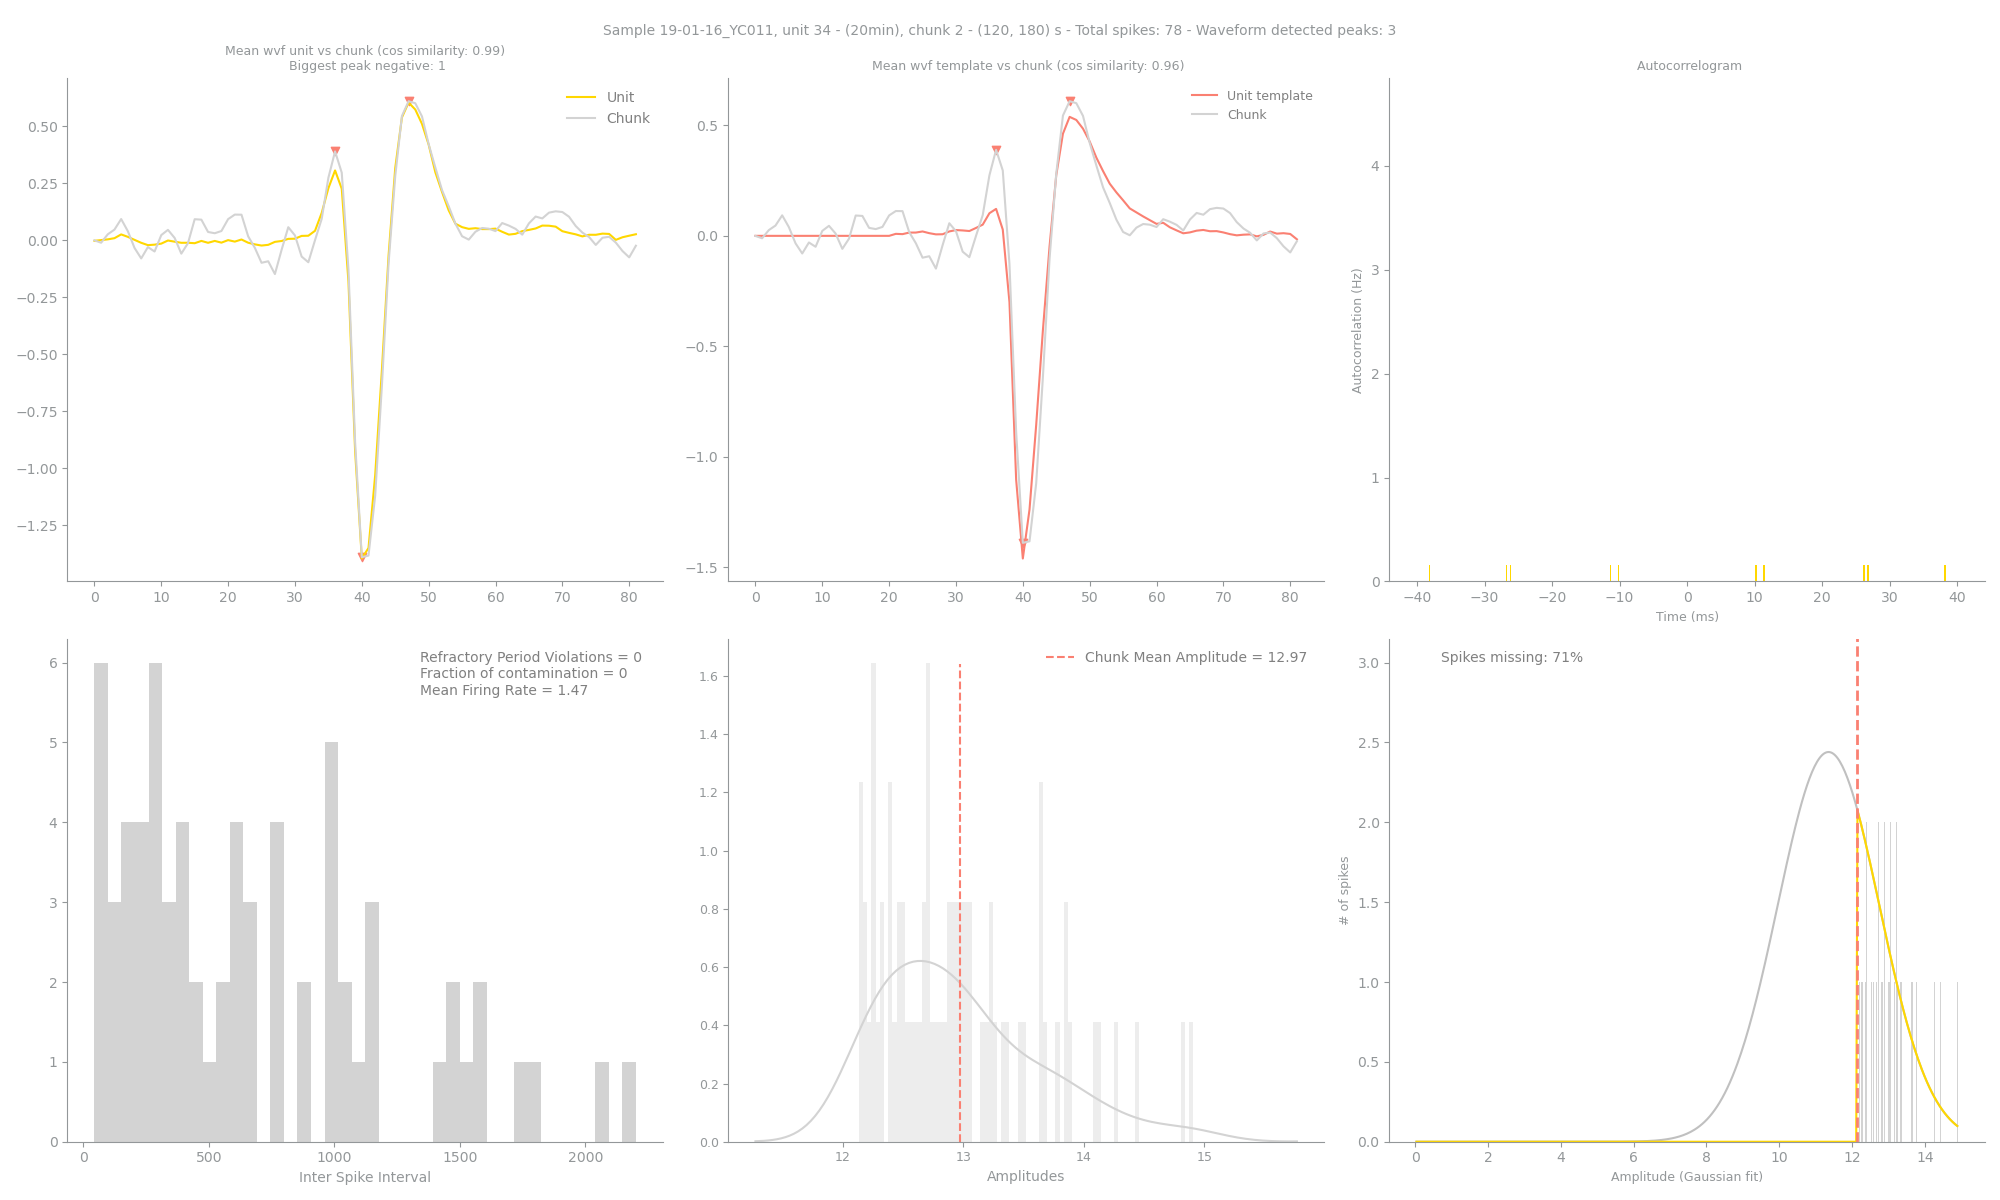 Sample 19-01-16_YC011, unit 34 - (20min), chunk 2 - (120, 180) s - Total spikes: 78 - Waveform detected peaks: 3
Mean wvf unit vs chunk (cos similarity: 0.99)
Biggest peak negative: 1
Unit
Chunk
0.50
0.25
0.00
−0.25
−0.50
−0.75
−1.00
−1.25
0 10 20 30 40 50 60 70 80
Mean wvf template vs chunk (cos similarity: 0.96)
Unit template
Chunk
0.5
0.0
−0.5
−1.0
−1.5
0 10 20 30 40 50 60 70 80
Autocorrelogram
Autocorrelation (Hz)
4
3
2
1
0
−40 −30 −20 −10 0 10 20 30 40
Time (ms)
Refractory Period Violations = 0
Fraction of contamination = 0
Mean Firing Rate = 1.47
6
5
4
3
2
1
0
0 500 1000 1500 2000
Inter Spike Interval
Chunk Mean Amplitude = 12.97
1.6
1.4
1.2
1.0
0.8
0.6
0.4
0.2
0.0
12 13 14 15
Amplitudes
Spikes missing: 71%
# of spikes
3.0
2.5
2.0
1.5
1.0
0.5
0.0
0 2 4 6 8 10 12 14
Amplitude (Gaussian fit)